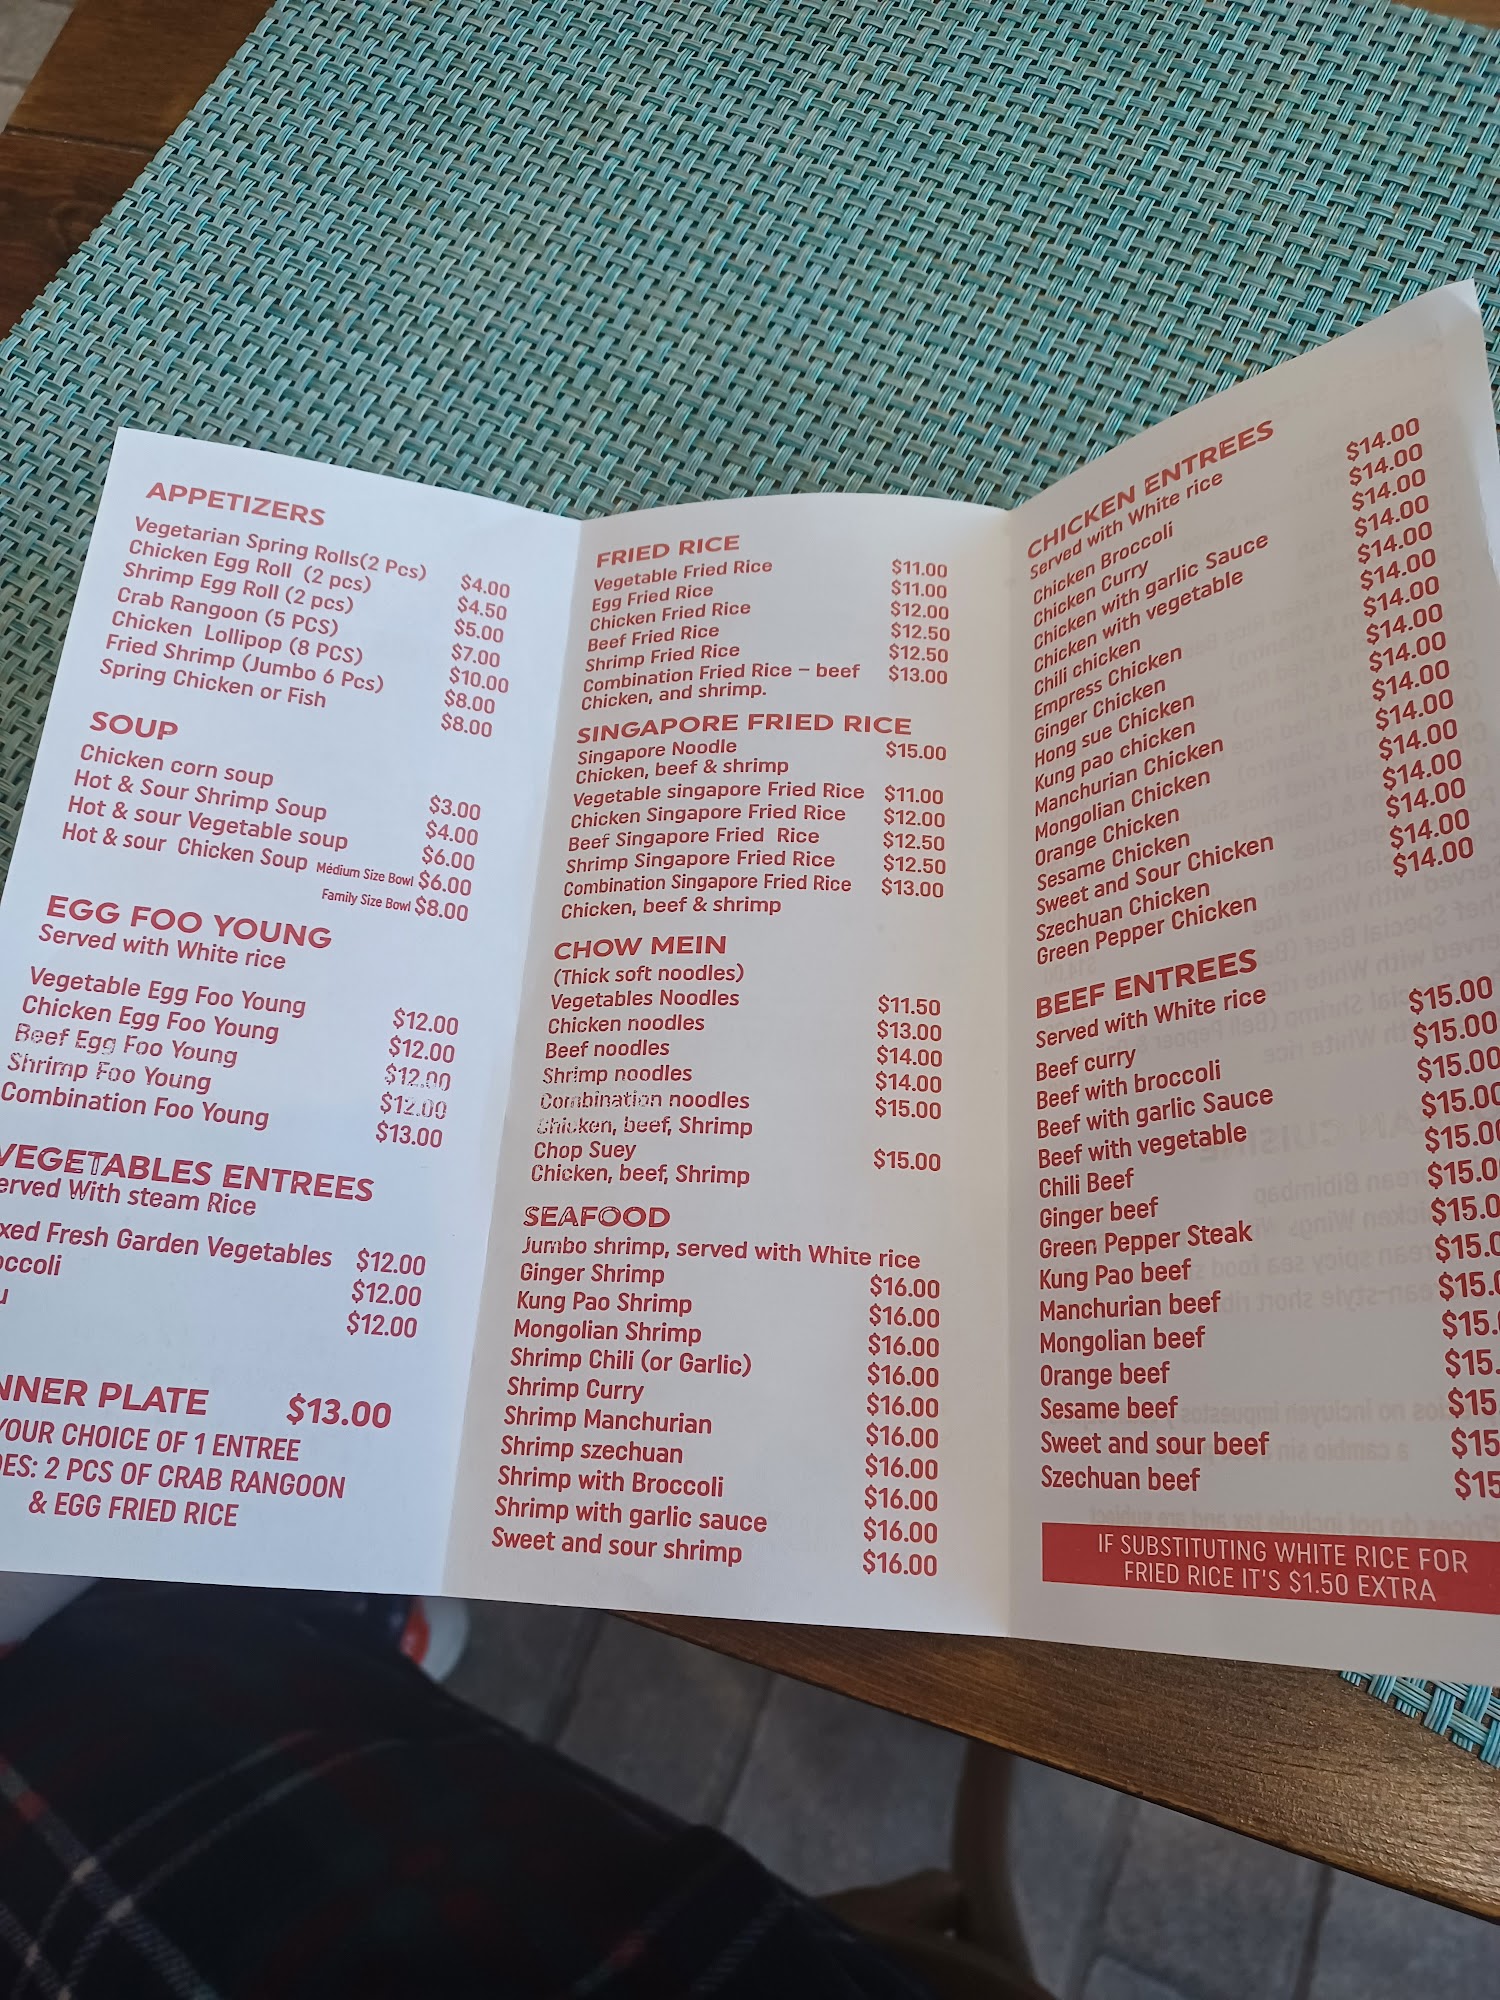 APPETIZERS
Vegetarian Spring Rolls(2 Pcs) $4.00
Chicken Egg Roll (2 pcs) $4.50
Shrimp Egg Roll (2 pcs) $5.00
Crab Rangoon (5 PCS) $7.00
Chicken Lollipop (8 PCS) $10.00
Fried Shrimp (Jumbo 6 Pcs) $8.00
Spring Chicken or Fish $8.00
SOUP
Chicken corn soup $3.00
Hot & Sour Shrimp Soup $4.00
Hot & sour Vegetable soup $6.00
Hot & sour Chicken Soup Médium Size Bowl $6.00
Family Size Bowl $8.00
EGG FOO YOUNG
Served with White rice
Vegetable Egg Foo Young $12.00
Chicken Egg Foo Young $12.00
Beef Egg Foo Young $12.00
Shrimp Foo Young $12.00
Combination Foo Young $13.00
VEGETABLES ENTREES
erved With steam Rice
xed Fresh Garden Vegetables $12.00
occoli $12.00
u $12.00
NNER PLATE $13.00
YOUR CHOICE OF 1 ENTREE
DES: 2 PCS OF CRAB RANGOON
& EGG FRIED RICE
FRIED RICE
Vegetable Fried Rice $11.00
Egg Fried Rice $11.00
Chicken Fried Rice $12.00
Beef Fried Rice $12.50
Shrimp Fried Rice $12.50
Combination Fried Rice – beef $13.00
Chicken, and shrimp.
SINGAPORE FRIED RICE
Singapore Noodle $15.00
Chicken, beef & shrimp
Vegetable singapore Fried Rice $11.00
Chicken Singapore Fried Rice $12.00
Beef Singapore Fried Rice $12.50
Shrimp Singapore Fried Rice $12.50
Combination Singapore Fried Rice $13.00
Chicken, beef & shrimp
CHOW MEIN
(Thick soft noodles)
Vegetables Noodles $11.50
Chicken noodles $13.00
Beef noodles $14.00
Shrimp noodles $14.00
Combination noodles $15.00
Chicken, beef, Shrimp
Chop Suey $15.00
Chicken, beef, Shrimp
SEAFOOD
Jumbo shrimp, served with White rice
Ginger Shrimp $16.00
Kung Pao Shrimp $16.00
Mongolian Shrimp $16.00
Shrimp Chili (or Garlic) $16.00
Shrimp Curry $16.00
Shrimp Manchurian $16.00
Shrimp szechuan $16.00
Shrimp with Broccoli $16.00
Shrimp with garlic sauce $16.00
Sweet and sour shrimp $16.00
CHICKEN ENTREES
Served with White rice
Chicken Broccoli $14.00
Chicken Curry $14.00
Chicken with garlic Sauce $14.00
Chicken with vegetable $14.00
Chili chicken $14.00
Empress Chicken $14.00
Ginger Chicken $14.00
Hong sue Chicken $14.00
Kung pao chicken $14.00
Manchurian Chicken $14.00
Mongolian Chicken $14.00
Orange Chicken $14.00
Sesame Chicken $14.00
Sweet and Sour Chicken $14.00
Szechuan Chicken $14.00
Green Pepper Chicken $14.00
BEEF ENTREES
Served with White rice
Beef curry $15.00
Beef with broccoli $15.00
Beef with garlic Sauce $15.00
Beef with vegetable $15.00
Chili Beef $15.0
Ginger beef $15.0
Green Pepper Steak $15.0
Kung Pao beef $15.0
Manchurian beef $15.0
Mongolian beef $15.
Orange beef $15.
Sesame beef $15
Sweet and sour beef $15
Szechuan beef $15
IF SUBSTITUTING WHITE RICE FOR
FRIED RICE IT'S $1.50 EXTRA